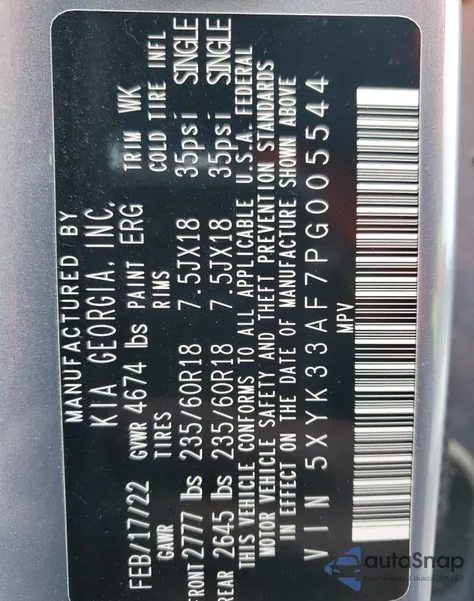 MANUFACTURED BY
KIA GEORGIA, INC.
FEB/17/22 GVWR 4674 lbs PAINT ERG TRIM WK
GAWR TIRES RIMS COLD TIRE INFL
FRONT 2777 lbs 235/60R18 7.5JX18 35psi SINGLE
REAR 2645 lbs 235/60R18 7.5JX18 35psi SINGLE
THIS VEHICLE CONFORMS TO ALL APPLICABLE U.S.A. FEDERAL
MOTOR VEHICLE SAFETY AND THEFT PREVENTION STANDARDS
IN EFFECT ON THE DATE OF MANUFACTURE SHOWN ABOVE
VIN 5XYK33AF7PG005544
MPV
autoSnap